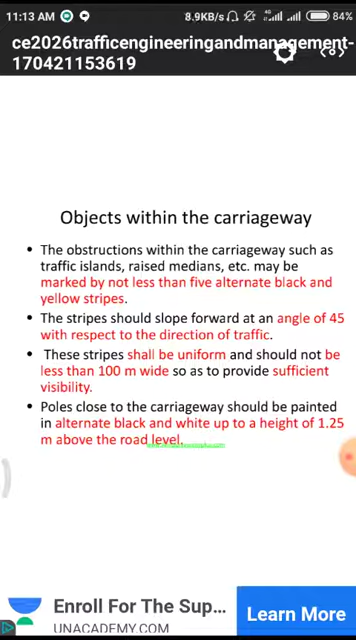 11:13 AM 8.9KB/s 4G 84%
ce2026trafficengineeringandmanagement-
170421153619
Objects within the carriageway
• The obstructions within the carriageway such as
traffic islands, raised medians, etc. may be
marked by not less than five alternate black and
yellow stripes.
• The stripes should slope forward at an angle of 45
with respect to the direction of traffic.
• These stripes shall be uniform and should not be
less than 100 m wide so as to provide sufficient
visibility.
• Poles close to the carriageway should be painted
in alternate black and white up to a height of 1.25
m above the road level.
Enroll For The Sup...
UNACADEMY.COM
Learn More